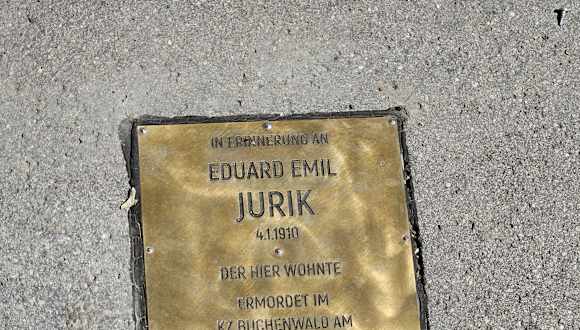 IN ERINNERUNG AN
EDUARD EMIL
JURIK
4.1.1910
DER HIER WOHNTE
ERMORDET IM
KZ BUCHENWALD AM